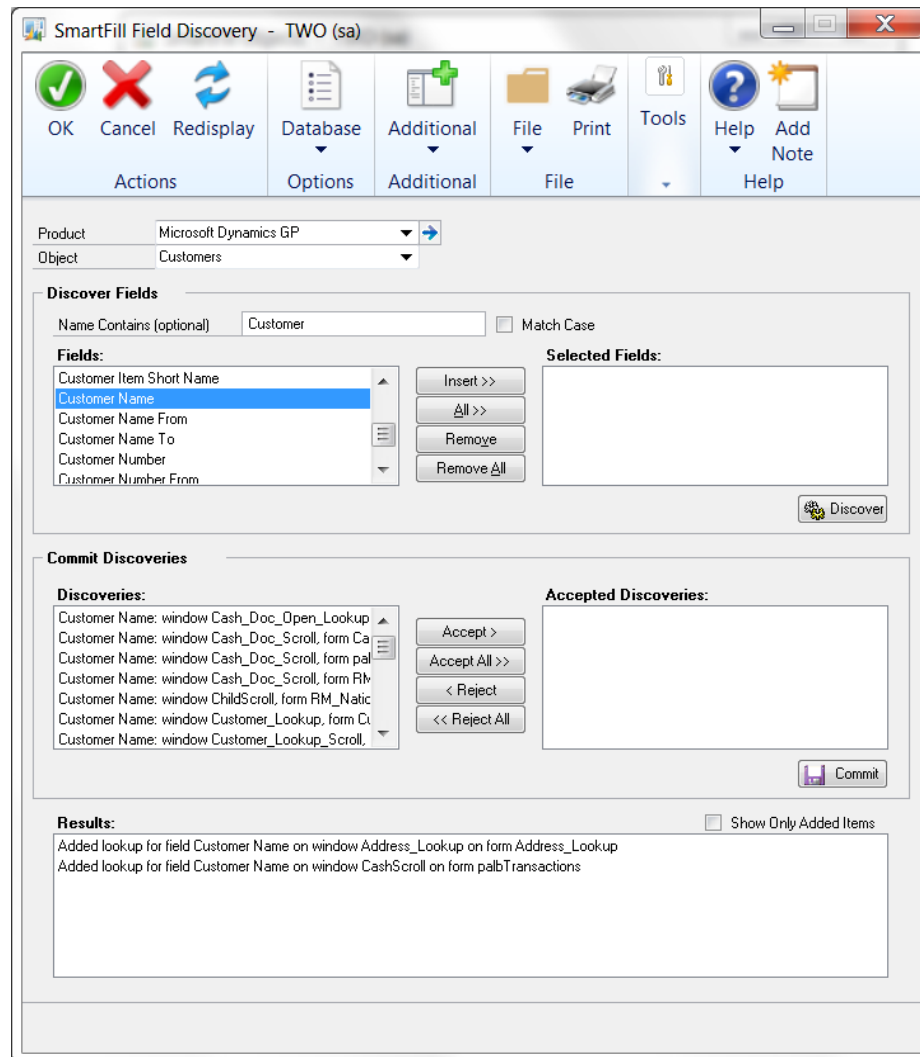 SmartFill Field Discovery - TWO (sa)
OK Cancel Redisplay Database Additional File Print Tools Help Add Note
Actions Options Additional File Help
Product Microsoft Dynamics GP
Object Customers
Discover Fields
Name Contains (optional) Customer Match Case
Fields: Selected Fields:
Customer Item Short Name
Customer Name
Customer Name From
Customer Name To
Customer Number
Customer Number From
Insert >>
All >>
Remove
Remove All
Discover
Commit Discoveries
Discoveries: Accepted Discoveries:
Customer Name: window Cash_Doc_Open_Lookup
Customer Name: window Cash_Doc_Scroll, form Ca
Customer Name: window Cash_Doc_Scroll, form pal
Customer Name: window Cash_Doc_Scroll, form RM
Customer Name: window ChildScroll, form RM_Natic
Customer Name: window Customer_Lookup, form Cu
Customer Name: window Customer_Lookup_Scroll,
Accept >
Accept All >>
< Reject
<< Reject All
Commit
Results: Show Only Added Items
Added lookup for field Customer Name on window Address_Lookup on form Address_Lookup
Added lookup for field Customer Name on window CashScroll on form palbTransactions